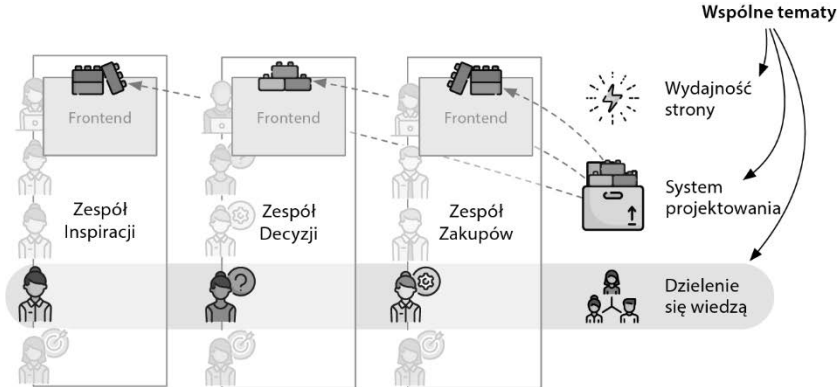 Wspólne tematy
Frontend
Frontend
Frontend
Wydajność
strony
Zespół
Inspiracji
Zespół
Decyzji
Zespół
Zakupów
System
projektowania
?
Dzielenie
się wiedzą